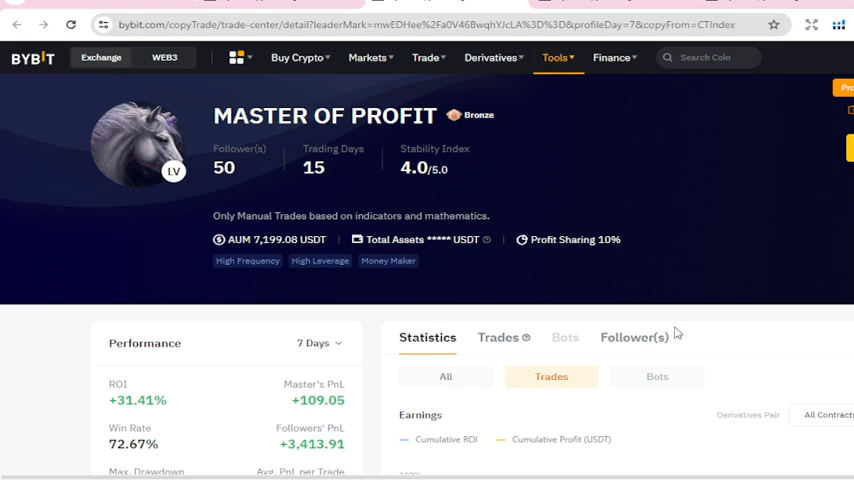 bybit.com/copyTrade/trade-center/detail?leaderMark=mwEDHee%2Fa0V46BwqhYJcLA%3D%3D&profileDay=7&copyFrom=CTIndex
BYBIT Exchange WEB3 Buy Crypto Markets Trade Derivatives Tools Finance Search Coin
Pro
MASTER OF PROFIT Bronze
Follower(s) Trading Days Stability Index
50 15 4.0/5.0
LV
Only Manual Trades based on indicators and mathematics.
AUM 7,199.08 USDT Total Assets ***** USDT Profit Sharing 10%
High Frequency High Leverage Money Maker
Performance 7 Days
Statistics Trades Bots Follower(s)
All Trades Bots
ROI Master's PnL
+31.41% +109.05
Earnings Derivatives Pair All Contracts
Win Rate Followers' PnL
72.67% +3,413.91
Cumulative ROI Cumulative Profit (USDT)
Max. Drawdown Avg. PnL per Trade